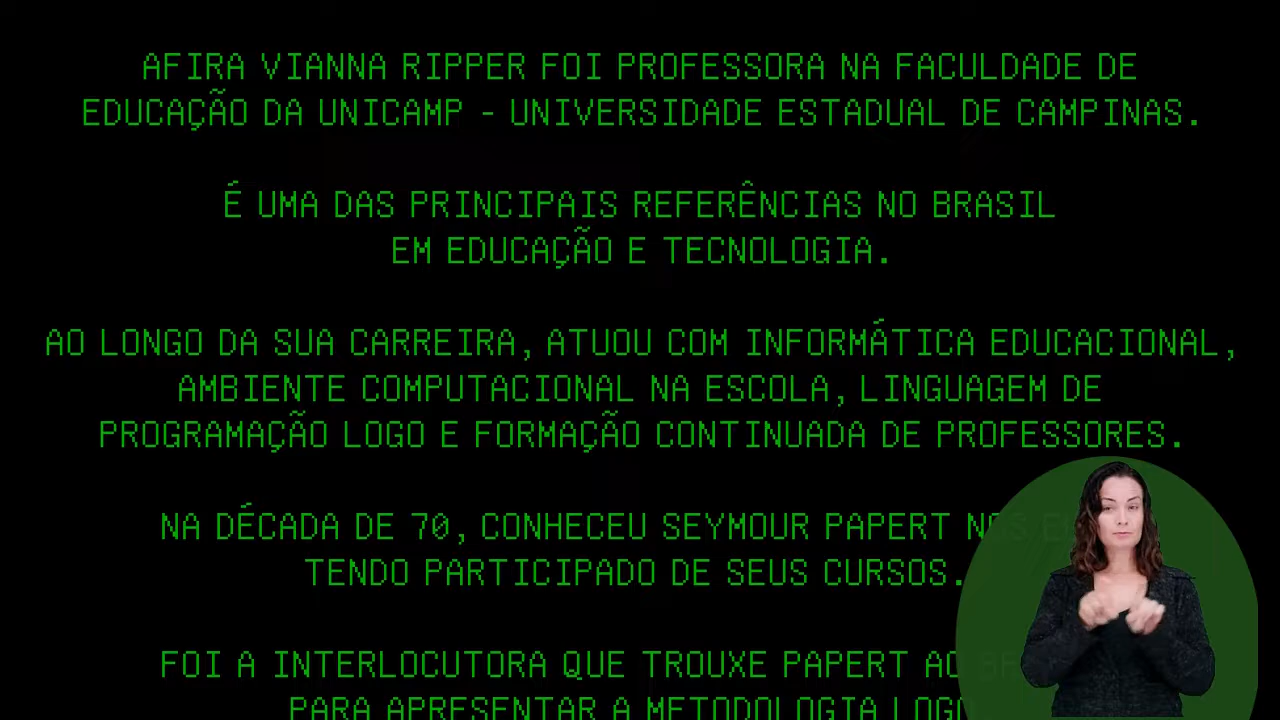 AFIRA VIANNA RIPPER FOI PROFESSORA NA FACULDADE DE
EDUCAÇÃO DA UNICAMP - UNIVERSIDADE ESTADUAL DE CAMPINAS.
É UMA DAS PRINCIPAIS REFERÊNCIAS NO BRASIL
EM EDUCAÇÃO E TECNOLOGIA.
AO LONGO DA SUA CARREIRA, ATUOU COM INFORMÁTICA EDUCACIONAL,
AMBIENTE COMPUTACIONAL NA ESCOLA, LINGUAGEM DE
PROGRAMAÇÃO LOGO E FORMAÇÃO CONTINUADA DE PROFESSORES.
NA DÉCADA DE 70, CONHECEU SEYMOUR PAPERT NOS
TENDO PARTICIPADO DE SEUS CURSOS.
FOI A INTERLOCUTORA QUE TROUXE PAPERT AO
PARA APRESENTAR A METODOLOGIA LOGO